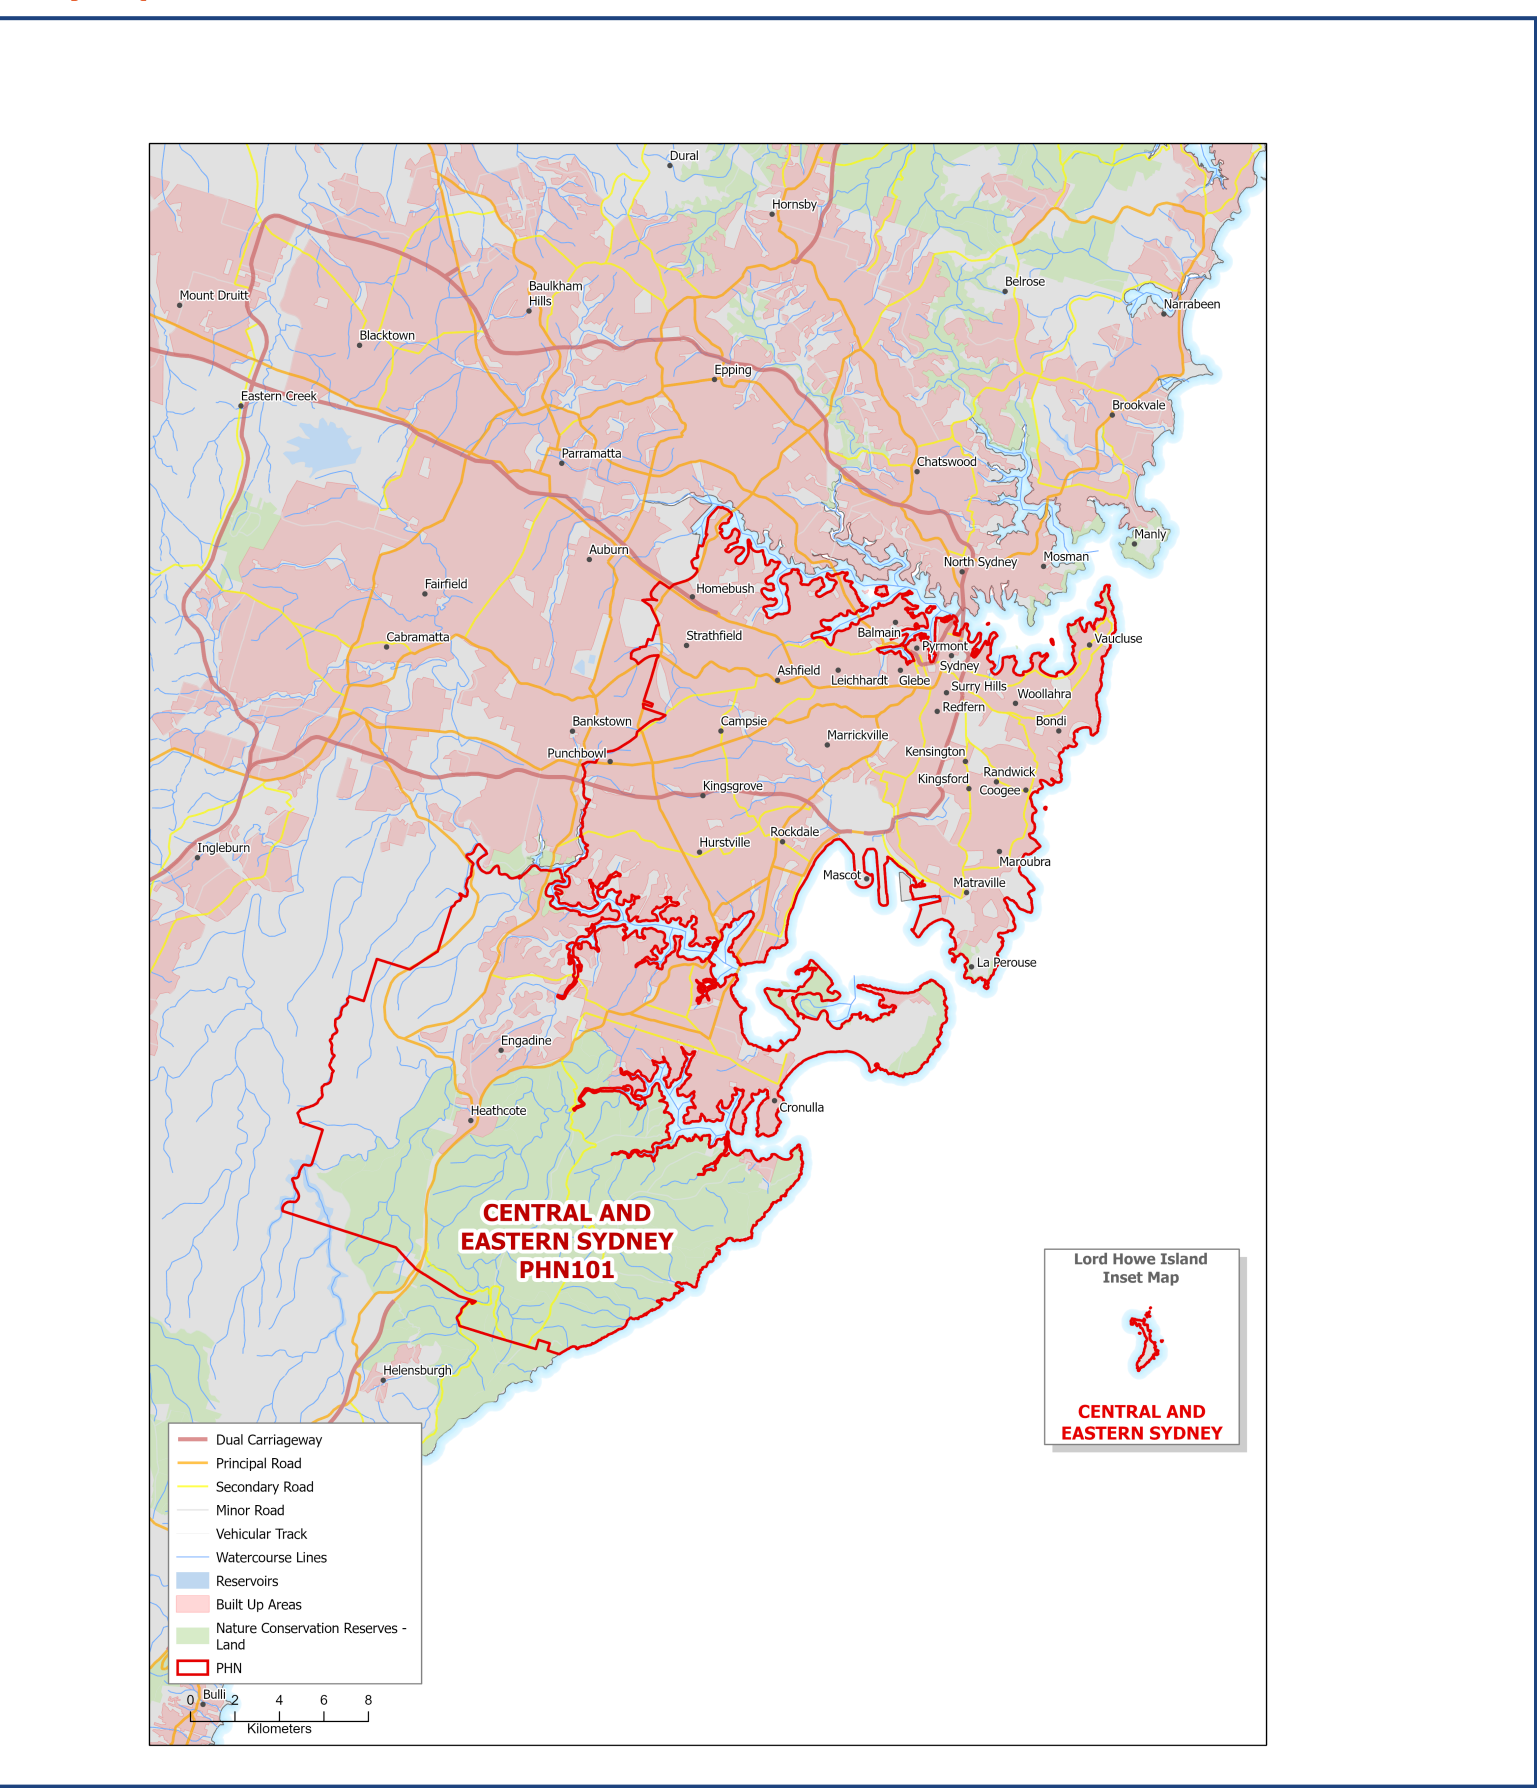 Dural
Hornsby
Belrose
Baulkham
Hills
Mount Druitt
Narrabeen
Blacktown
Epping
Eastern Creek
Brookvale
Parramatta
Chatswood
Manly
Auburn
Mosman
North Sydney
Fairfield
Homebush
Balmain
Cabramatta
Strathfield
Vaucluse
Pyrmont
Sydney
Ashfield
Leichhardt
Glebe
Surry Hills
Woollahra
Redfern
Bankstown
Campsie
Bondi
Marrickville
Punchbowl
Kensington
Randwick
Kingsford
Kingsgrove
Coogee
Rockdale
Hurstville
Ingleburn
Maroubra
Mascot
Matraville
La Perouse
Engadine
Cronulla
Heathcote
CENTRAL AND
EASTERN SYDNEY
PHN101
Lord Howe Island
Inset Map
CENTRAL AND
EASTERN SYDNEY
Helensburgh
Dual Carriageway
Principal Road
Secondary Road
Minor Road
Vehicular Track
Watercourse Lines
Reservoirs
Built Up Areas
Nature Conservation Reserves -
Land
PHN
Bulli
0 2 4 6 8
Kilometers